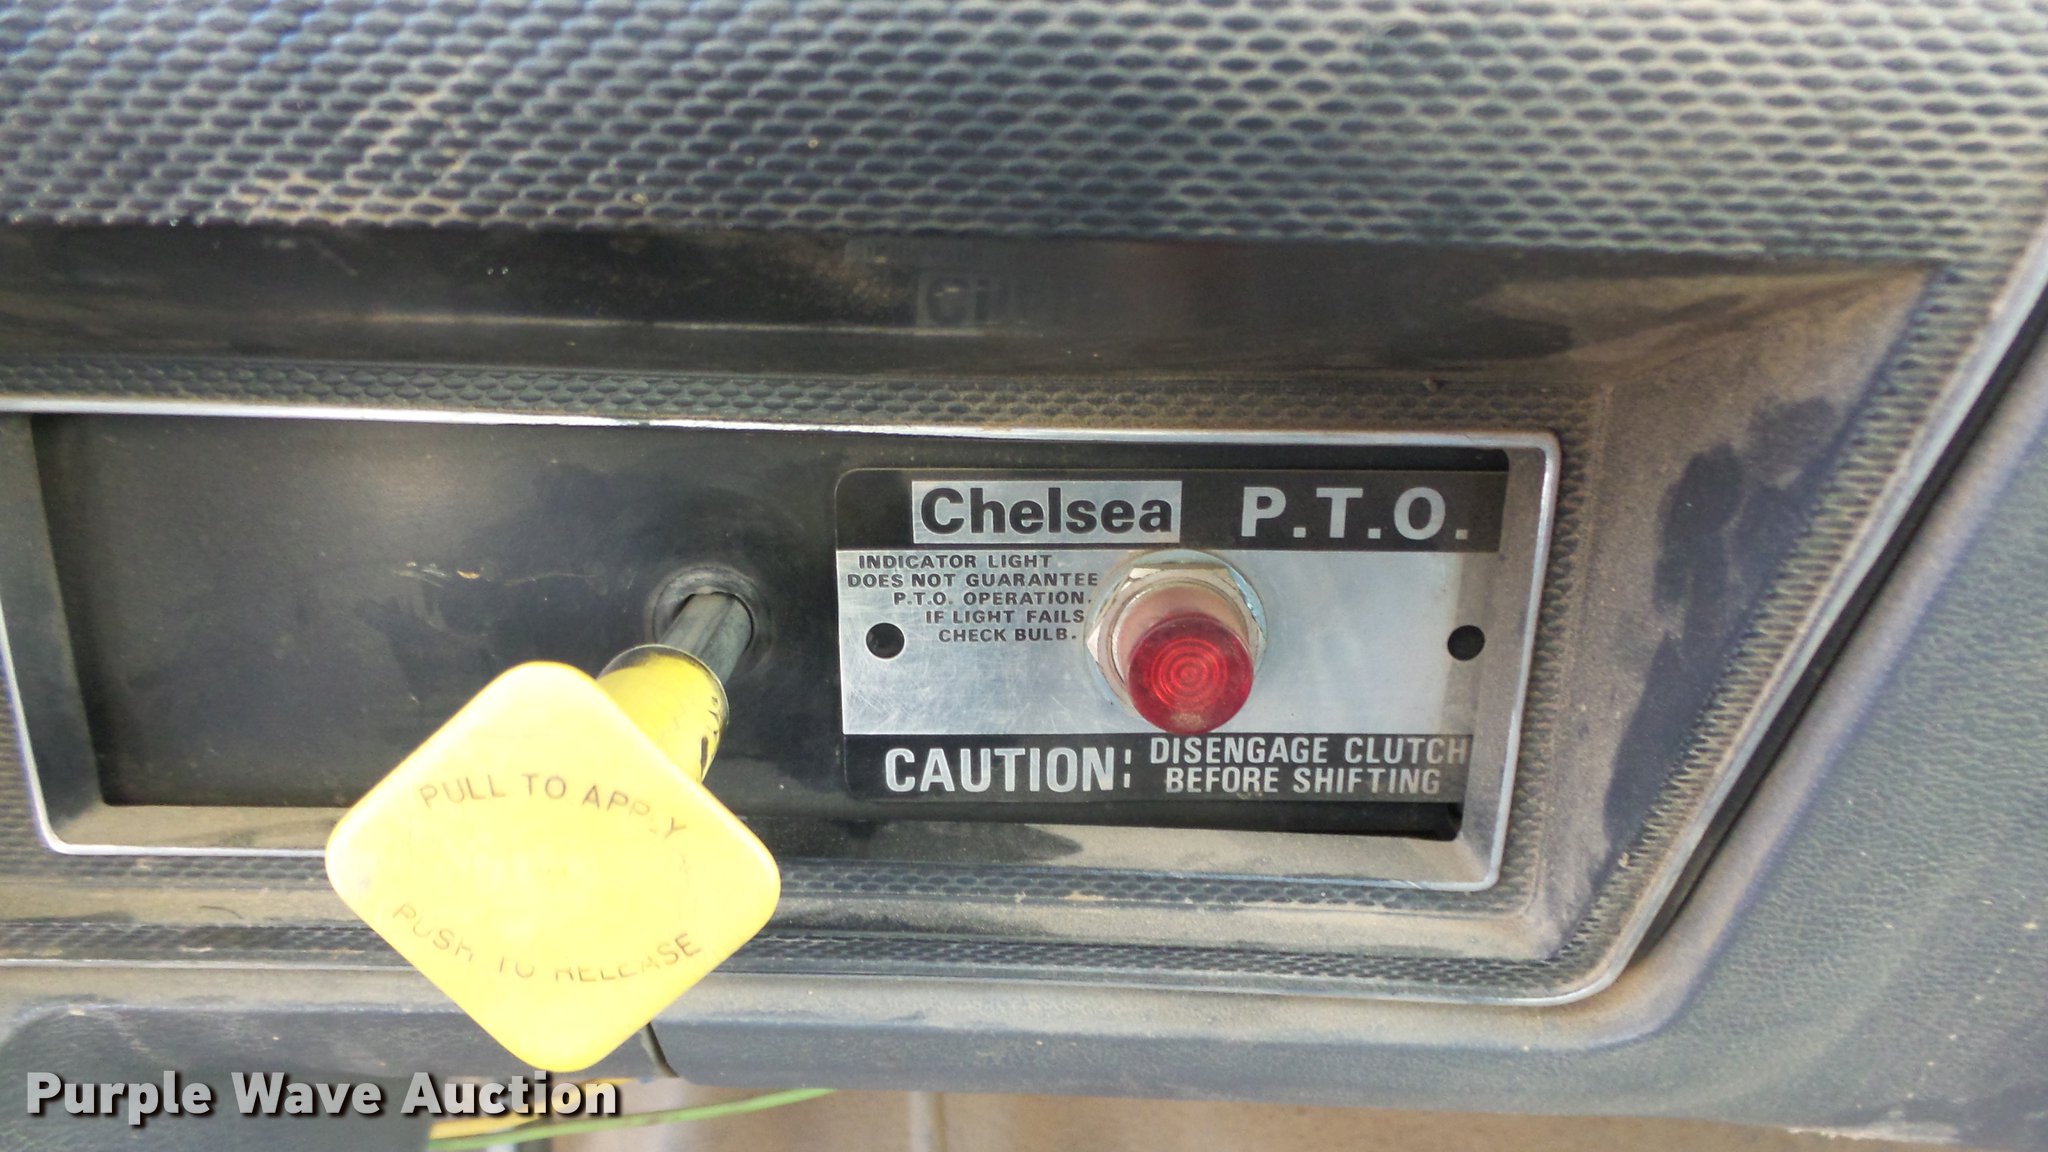 Chelsea P.T.O.
INDICATOR LIGHT
DOES NOT GUARANTEE
P.T.O. OPERATION.
IF LIGHT FAILS
CHECK BULB.
CAUTION: DISENGAGE CLUTCH
BEFORE SHIFTING
PULL TO APPLY
PUSH TO RELEASE
Purple Wave Auction